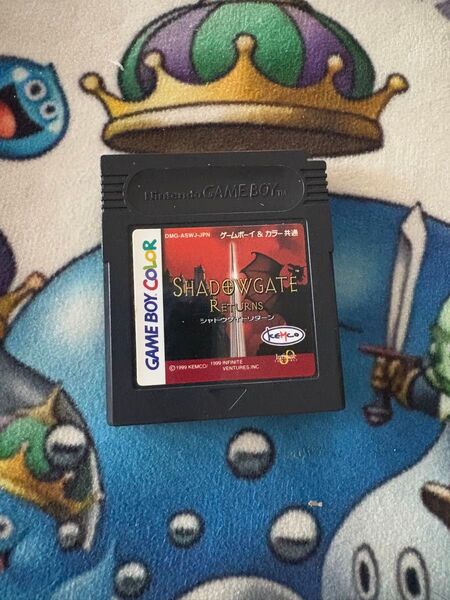 Nintendo GAME BOY TM
DMG-ASWJ-JPN ゲームボーイ & カラー共通
GAME BOY COLOR
SHADOWGATE
RETURNS
シャドウゲイトリターン
KEMCO
© 1999 KEMCO/ 1999 INFINITE
VENTURES.INC.